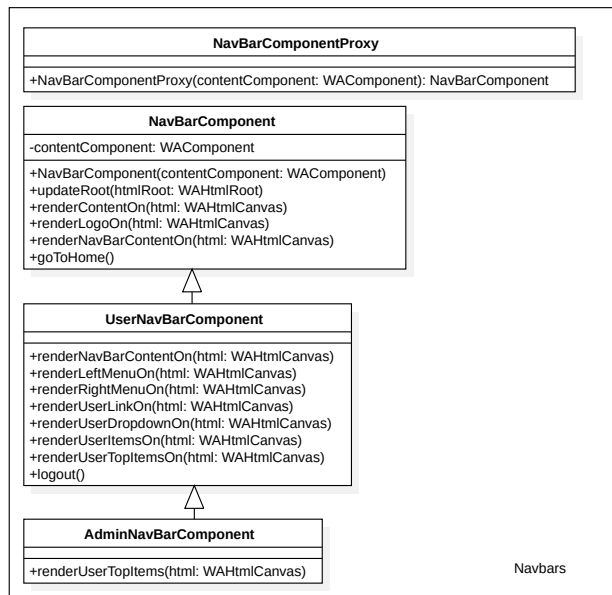 NavBarComponentProxy
+NavBarComponentProxy(contentComponent: WAComponent): NavBarComponent
NavBarComponent
-contentComponent: WAComponent
+NavBarComponent(contentComponent: WAComponent)
+updateRoot(htmlRoot: WAHtmlRoot)
+renderContentOn(html: WAHtmlCanvas)
+renderLogoOn(html: WAHtmlCanvas)
+renderNavBarContentOn(html: WAHtmlCanvas)
+goToHome()
UserNavBarComponent
+renderNavBarContentOn(html: WAHtmlCanvas)
+renderLeftMenuOn(html: WAHtmlCanvas)
+renderRightMenuOn(html: WAHtmlCanvas)
+renderUserLinkOn(html: WAHtmlCanvas)
+renderUserDropdownOn(html: WAHtmlCanvas)
+renderUserItemsOn(html: WAHtmlCanvas)
+renderUserTopItemsOn(html: WAHtmlCanvas)
+logout()
AdminNavBarComponent
+renderUserTopItems(html: WAHtmlCanvas)
Navbars